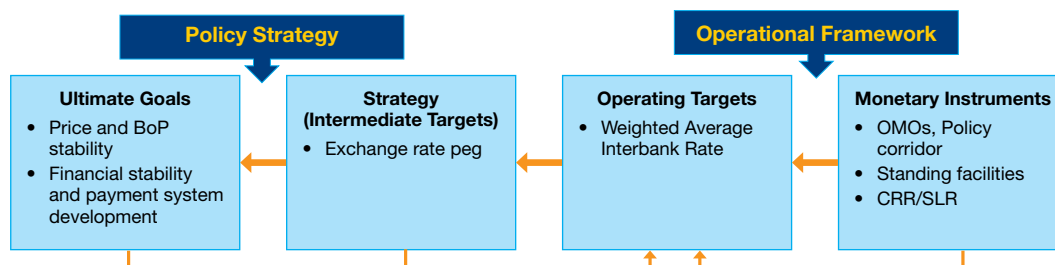 Policy Strategy
Operational Framework
Ultimate Goals
• Price and BoP
stability
• Financial stability
and payment system
development
Strategy
(Intermediate Targets)
• Exchange rate peg
Operating Targets
• Weighted Average
Interbank Rate
Monetary Instruments
• OMOs, Policy
corridor
• Standing facilities
• CRR/SLR